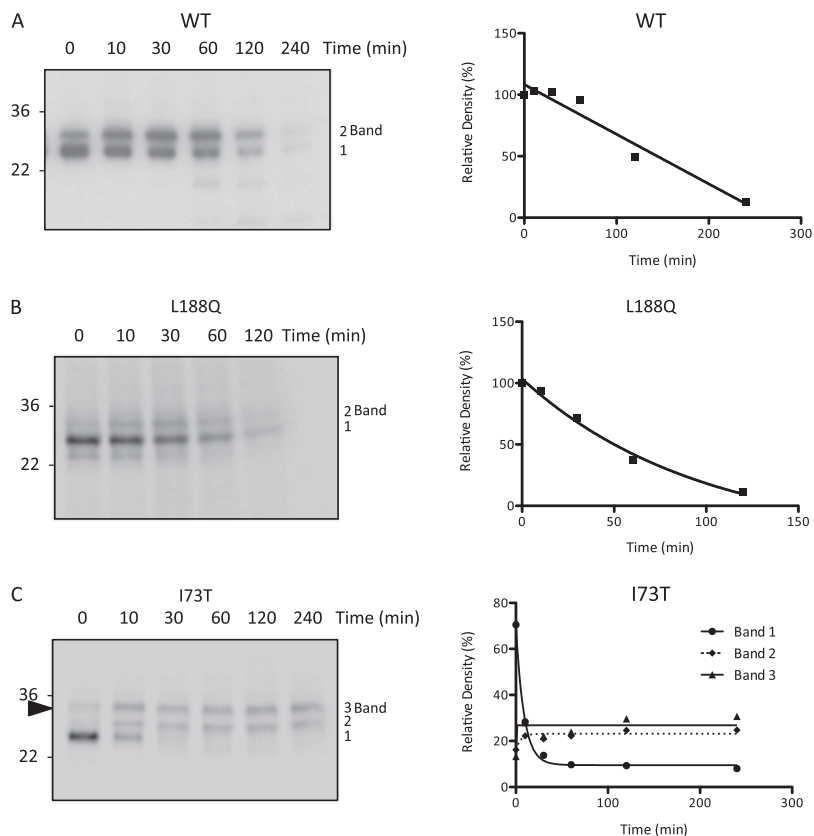 A
WT
0 10 30 60 120 240 Time (min)
36
22
2 Band
1
WT
Relative Density (%)
150
100
50
0
0 100 200 300
Time (min)
B
L188Q
0 10 30 60 120 Time (min)
36
22
2 Band
1
L188Q
Relative Density (%)
150
100
50
0
0 50 100 150
Time (min)
C
I73T
0 10 30 60 120 240 Time (min)
36
22
3 Band
2
1
I73T
Relative Density (%)
80
60
40
20
0
0 100 200 300
Time (min)
Band 1
Band 2
Band 3